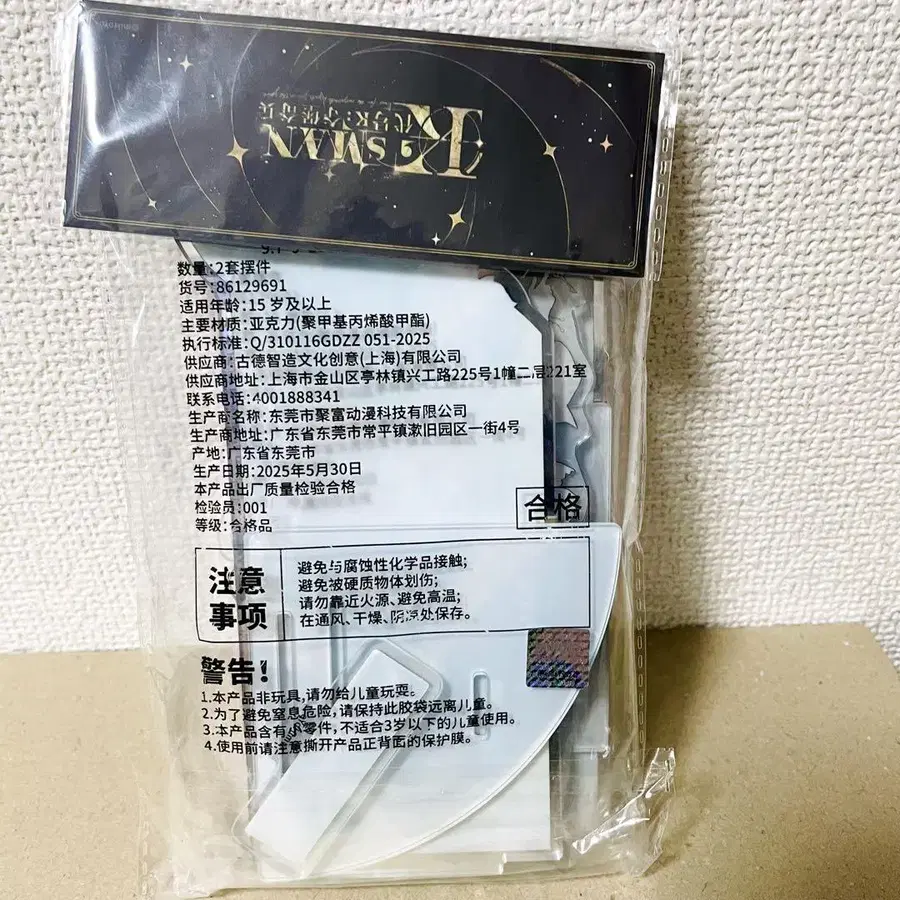 代号K:夺堡奇兵
数量:2套摆件
货号:86129691
适用年龄:15 岁及以上
主要材质:亚克力(聚甲基丙烯酸甲酯)
执行标准:Q/310116GDZZ 051-2025
供应商:古德智造文化创意(上海)有限公司
供应商地址:上海市金山区亭林镇兴工路225号1幢二层221室
联系电话:4001888341
生产商名称:东莞市聚富动漫科技有限公司
生产商地址:广东省东莞市常平镇漱旧园区一街4号
产地:广东省东莞市
生产日期:2025年5月30日
本产品出厂质量检验合格
检验员:001
等级:合格品
合格
注意
事项
避免与腐蚀性化学品接触;
避免被硬质物体划伤;
请勿靠近火源、避免高温;
在通风、干燥、阴凉处保存。
警告!
1.本产品非玩具,请勿给儿童玩耍。
2.为了避免窒息危险,请保持此胶袋远离儿童。
3.本产品含有小零件,不适合3岁以下的儿童使用。
4.使用前请注意撕开产品正背面的保护膜。